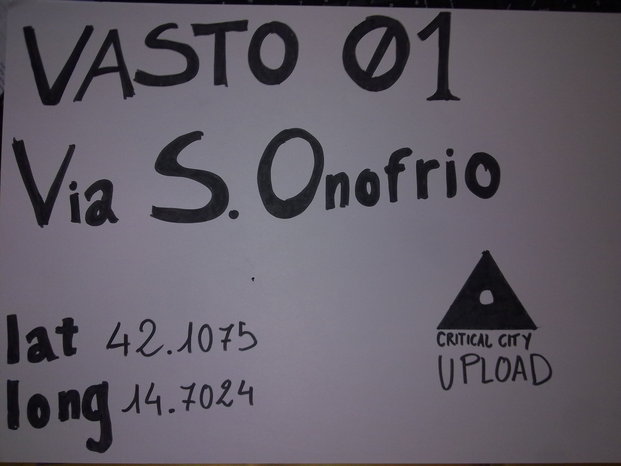 VASTO 01
Via S. Onofrio
lat 42.1075
long 14.7024
CRITICAL CITY
UPLOAD